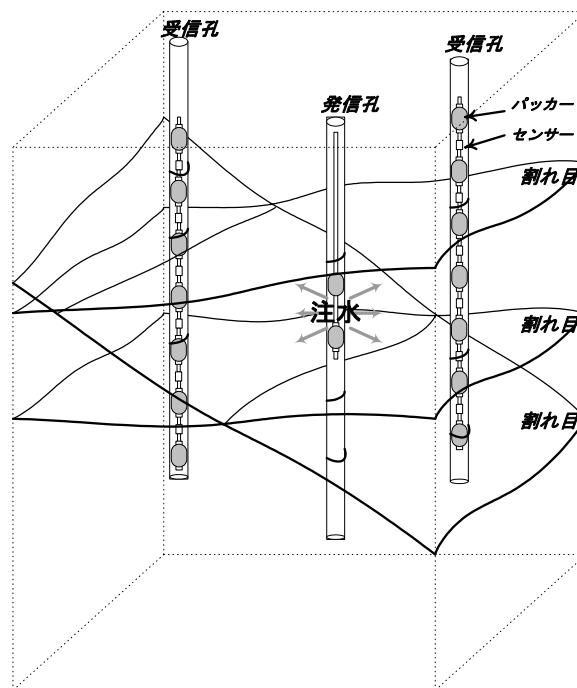 受信孔
受信孔
発信孔
パッカー
センサー
割れ目
注水
割れ目
割れ目